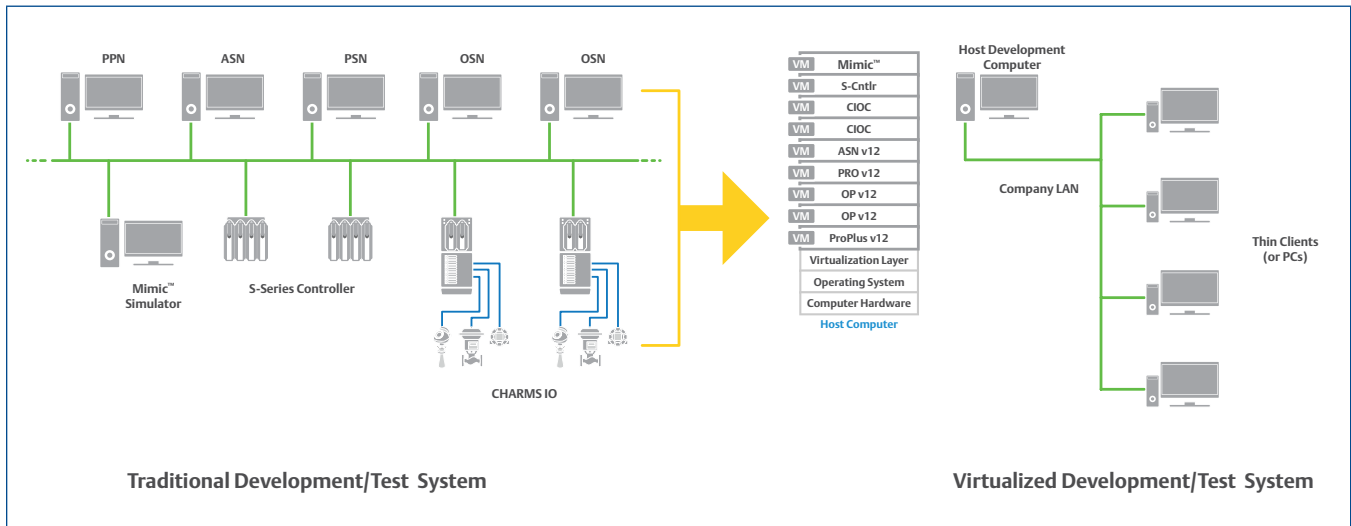 PPN
ASN
PSN
OSN
OSN
Mimic™
Simulator
S-Series Controller
CHARMS IO
Traditional Development/Test System
VM Mimic™
VM S-Cntlr
VM CIOC
VM CIOC
VM ASN v12
VM PRO v12
VM OP v12
VM OP v12
VM ProPlus v12
Virtualization Layer
Operating System
Computer Hardware
Host Computer
Host Development
Computer
Company LAN
Thin Clients
(or PCs)
Virtualized Development/Test System